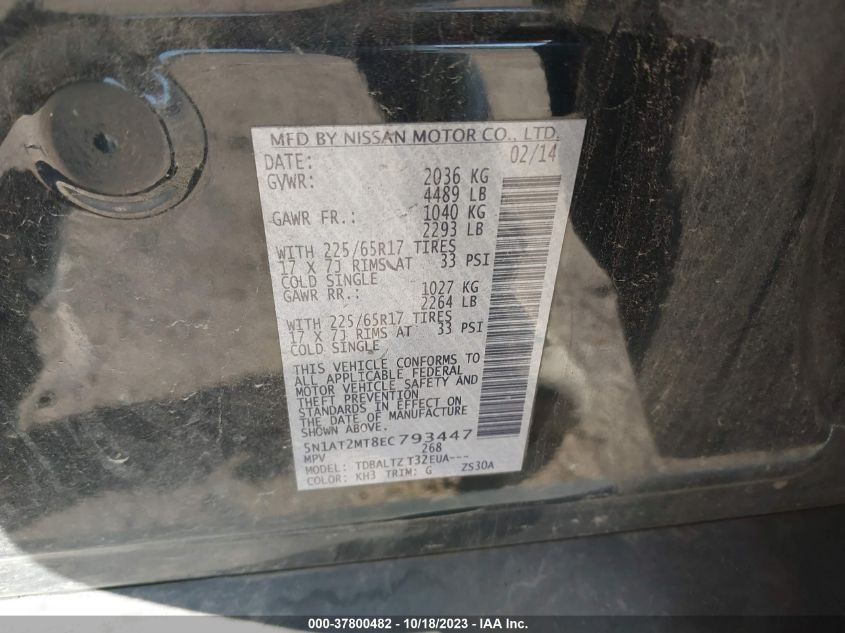 MFD BY NISSAN MOTOR CO., LTD.
DATE: 02/14
GVWR: 2036 KG
4489 LB
GAWR FR.: 1040 KG
2293 LB
WITH 225/65R17 TIRES
17 X 7J RIMS AT 33 PSI
COLD SINGLE
GAWR RR.: 1027 KG
2264 LB
WITH 225/65R17 TIRES
17 X 7J RIMS AT 33 PSI
COLD SINGLE
THIS VEHICLE CONFORMS TO
ALL APPLICABLE FEDERAL
MOTOR VEHICLE SAFETY AND
THEFT PREVENTION
STANDARDS IN EFFECT ON
THE DATE OF MANUFACTURE
SHOWN ABOVE.
5N1AT2MT8EC793447
MPV 268
MODEL: TDBALTZ T32EUA---
COLOR: KH3 TRIM: G ZS30A
000-37800482 - 10/18/2023 - IAA Inc.